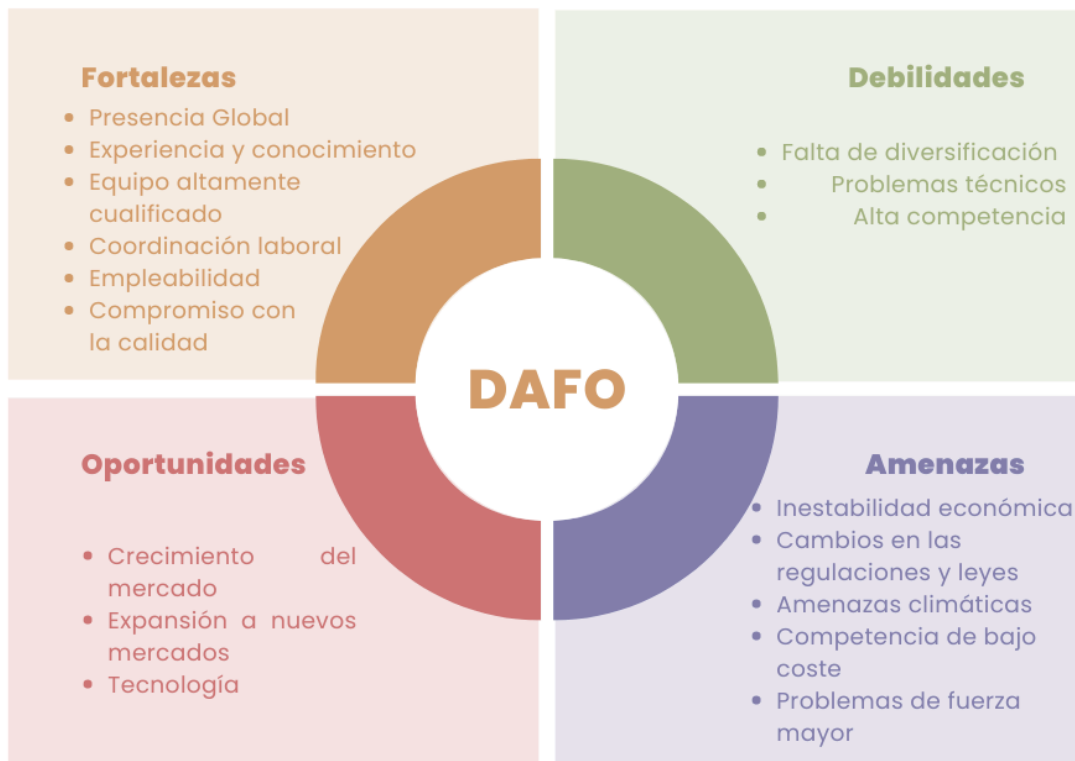 Fortalezas
• Presencia Global
• Experiencia y conocimiento
• Equipo altamente
cualificado
• Coordinación laboral
• Empleabilidad
• Compromiso con
la calidad
Debilidades
• Falta de diversificación
• Problemas técnicos
• Alta competencia
DAFO
Oportunidades
• Crecimiento del
mercado
• Expansión a nuevos
mercados
• Tecnología
Amenazas
• Inestabilidad económica
• Cambios en las
regulaciones y leyes
• Amenazas climáticas
• Competencia de bajo
coste
• Problemas de fuerza
mayor